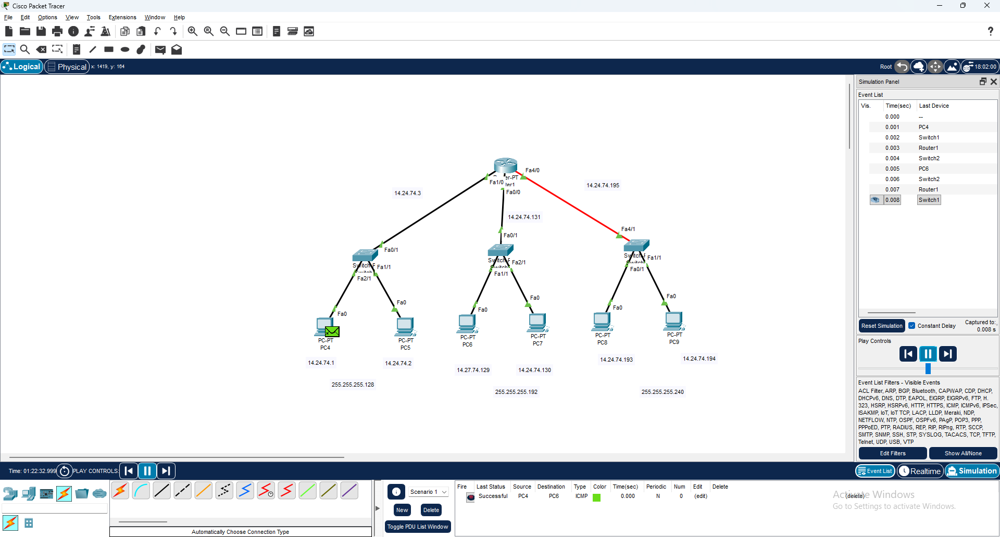 Cisco Packet Tracer
File Edit Options View Tools Extensions Window Help
Logical Physical x: 1419, y: 164
Root 18:02:00
Simulation Panel
Event List
Vis. Time(sec) Last Device
0.000 --
0.001 PC4
0.002 Switch1
0.003 Router1
0.004 Switch2
0.005 PC6
0.006 Switch2
0.007 Router1
0.008 Switch1
Reset Simulation Constant Delay Captured to:
0.008 s
Play Controls
Event List Filters - Visible Events
ACL Filter, ARP, BGP, Bluetooth, CAPWAP, CDP, DHCP,
DHCPv6, DNS, DTP, EAPOL, EIGRP, EIGRPv6, FTP, H.
323, HSRP, HSRPv6, HTTP, HTTPS, ICMP, ICMPv6, IPSec,
ISAKMP, IoT, IoT TCP, LACP, LLDP, Meraki, NDP,
NETFLOW, NTP, OSPF, OSPFv6, PAgP, POP3, PPP,
PPPoED, PTP, RADIUS, REP, RIP, RIPng, RTP, SCCP,
SMTP, SNMP, SSH, STP, SYSLOG, TACACS, TCP, TFTP,
Telnet, UDP, USB, VTP
Edit Filters Show All/None
Fa4/0
er-PT
Fa1/0
Fa0/0
14.24.74.3
14.24.74.195
14.24.74.131
Fa0/1
Fa0/1
Fa4/1
Fa1/1
Fa2/1
Fa2/1
Fa1/1
Fa1/1
Fa0/1
Fa0
Fa0
Fa0
Fa0
Fa0
Fa0
PC-PT
PC4
PC-PT
PC5
PC-PT
PC6
PC-PT
PC7
PC-PT
PC8
PC-PT
PC9
14.24.74.1
14.24.74.2
14.27.74.129
14.24.74.130
14.24.74.193
14.24.74.194
255.255.255.128
255.255.255.192
255.255.255.240
Time: 01:22:32.999 PLAY CONTROLS:
Event List Realtime Simulation
Scenario 1
New Delete
Toggle PDU List Window
Automatically Choose Connection Type
Fire Last Status Source Destination Type Color Time(sec) Periodic Num Edit Delete
Successful PC4 PC6 ICMP 0.000 N 0 (edit) (delete)
Activate Windows
Go to Settings to activate Windows.